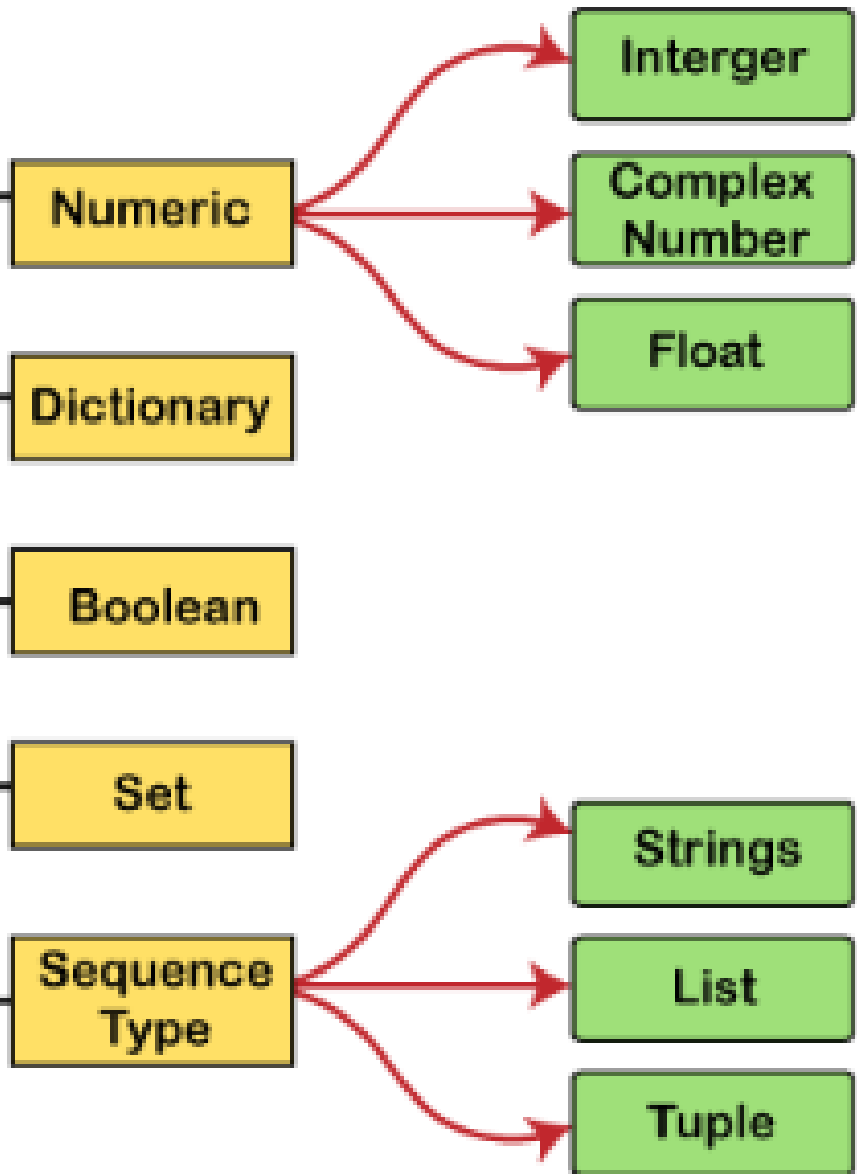 Interger
Numeric
Complex
Number
Float
Dictionary
Boolean
Set
Strings
Sequence
Type
List
Tuple